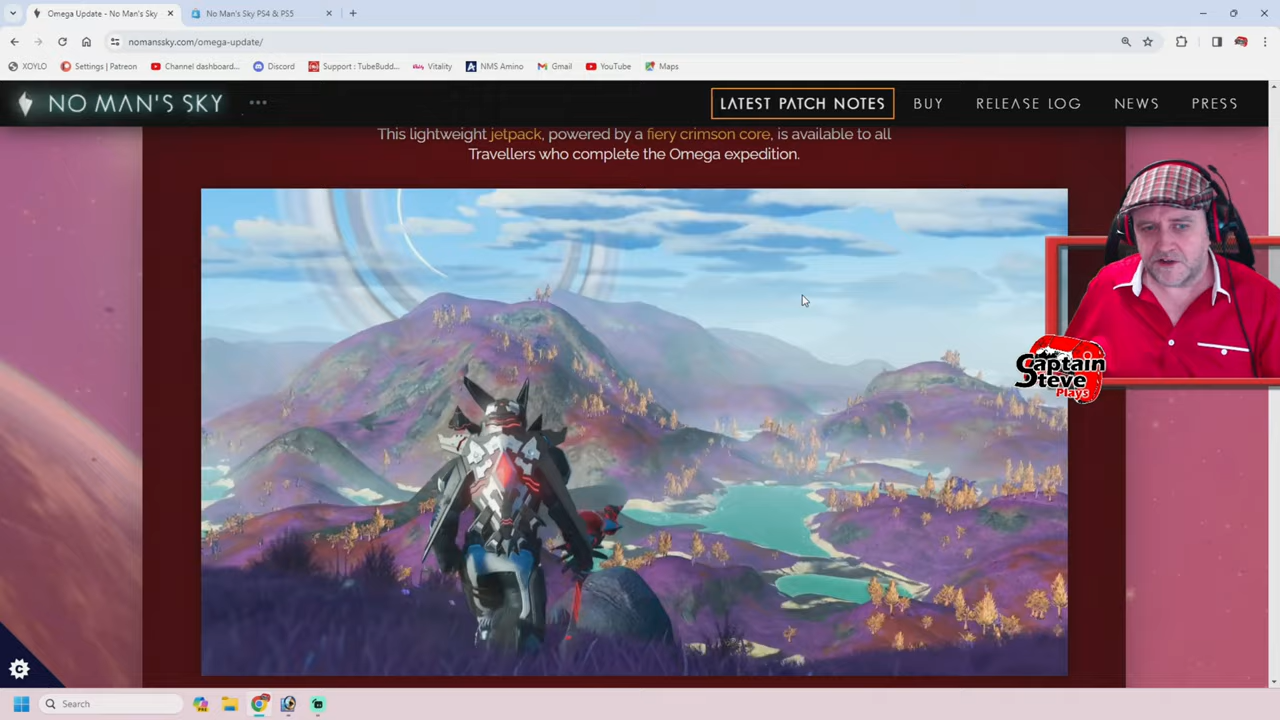 Omega Update - No Man's Sky
No Man's Sky PS4 & PS5
nomanssky.com/omega-update/
XOYLO
Settings | Patreon
Channel dashboard...
Discord
Support : TubeBudd...
Vitality
NMS Amino
Gmail
YouTube
Maps
NO MAN'S SKY
LATEST PATCH NOTES
BUY
RELEASE LOG
NEWS
PRESS
This lightweight jetpack, powered by a fiery crimson core, is available to all
Travellers who complete the Omega expedition.
Captain
Steve
Plays
Search